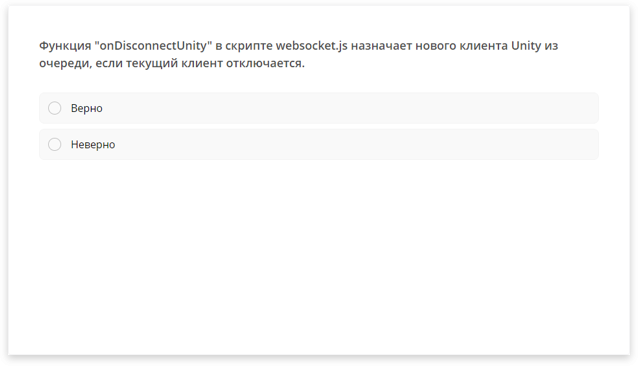 Функция "onDisconnectUnity" в скрипте websocket.js назначает нового клиента Unity из
очереди, если текущий клиент отключается.
Верно
Неверно